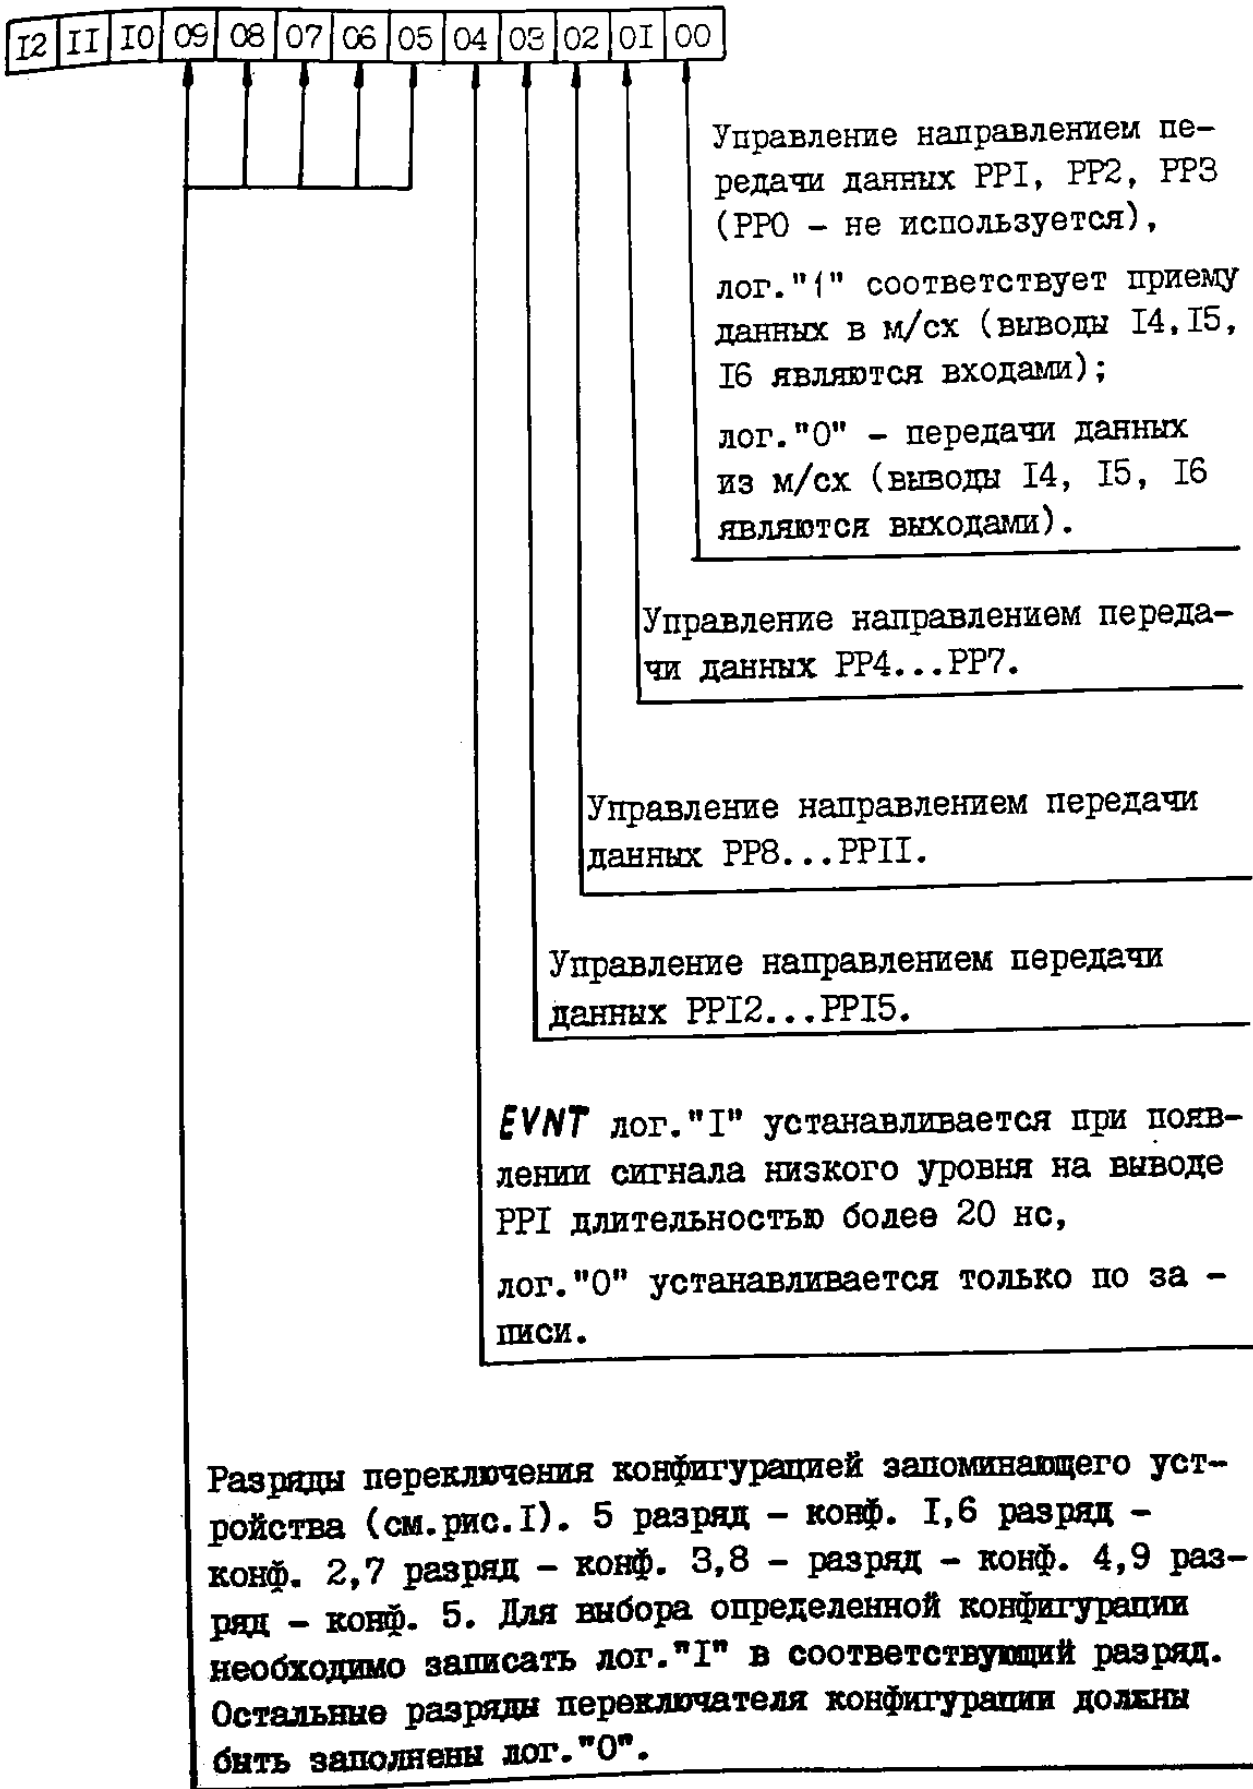 I2 II I0 09 08 07 06 05 04 03 02 0I 00
Управление направлением пе-
редачи данных PPI, PP2, PP3
(PP0 - не используется),
лог."1" соответствует приему
данных в м/сх (выводы I4,I5,
I6 являются входами);
лог."0" - передачи данных
из м/сх (выводы I4, I5, I6
являются выходами).
Управление направлением переда-
чи данных PP4...PP7.
Управление направлением передачи
данных PP8...PPII.
Управление направлением передачи
данных PPI2...PPI5.
EVNT лог."I" устанавливается при появ-
лении сигнала низкого уровня на выводе
PPI длительностью более 20 нс,
лог."0" устанавливается только по за -
писи.
Разряды переключения конфигурацией запоминающего уст-
ройства (см.рис.I). 5 разряд - конф. I,6 разряд -
конф. 2,7 разряд - конф. 3,8 - разряд - конф. 4,9 раз-
ряд - конф. 5. Для выбора определенной конфигурации
необходимо записать лог."I" в соответствующий разряд.
Остальные разряды переключателя конфигурации должны
быть заполнены лог."0".